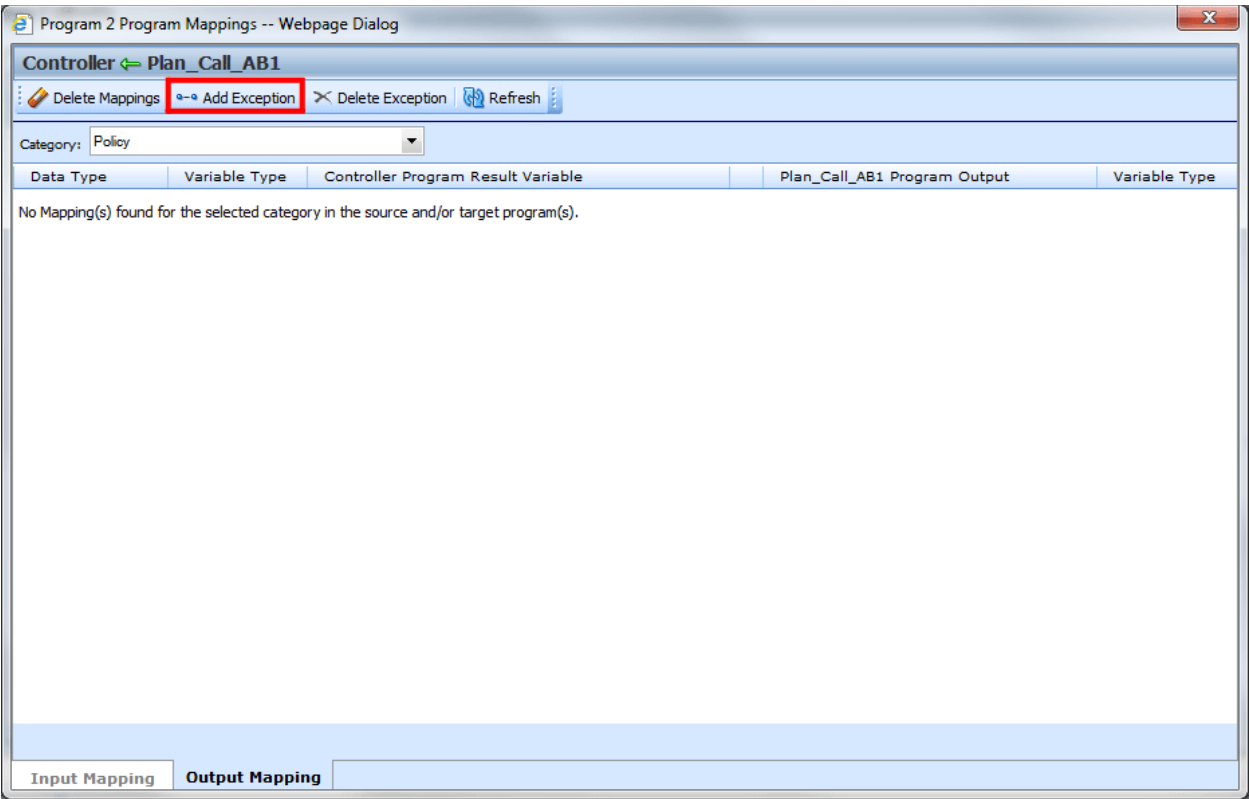 Program 2 Program Mappings -- Webpage Dialog
Controller Plan_Call_AB1
Delete Mappings Add Exception Delete Exception Refresh
Category: Policy
Data Type Variable Type Controller Program Result Variable Plan_Call_AB1 Program Output Variable Type
No Mapping(s) found for the selected category in the source and/or target program(s).
Input Mapping Output Mapping